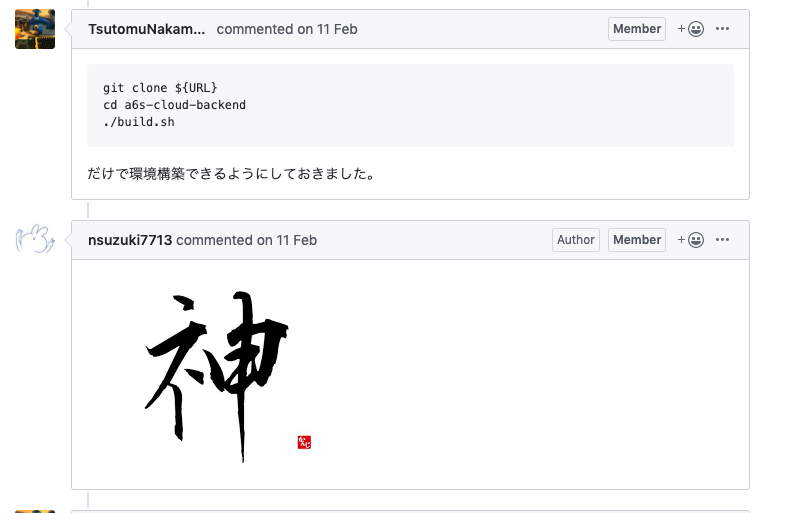 TsutomuNakam... commented on 11 Feb
Member
git clone ${URL}
cd a6s-cloud-backend
./build.sh
だけで環境構築できるようにしておきました。
nsuzuki7713 commented on 11 Feb
Author
Member
神